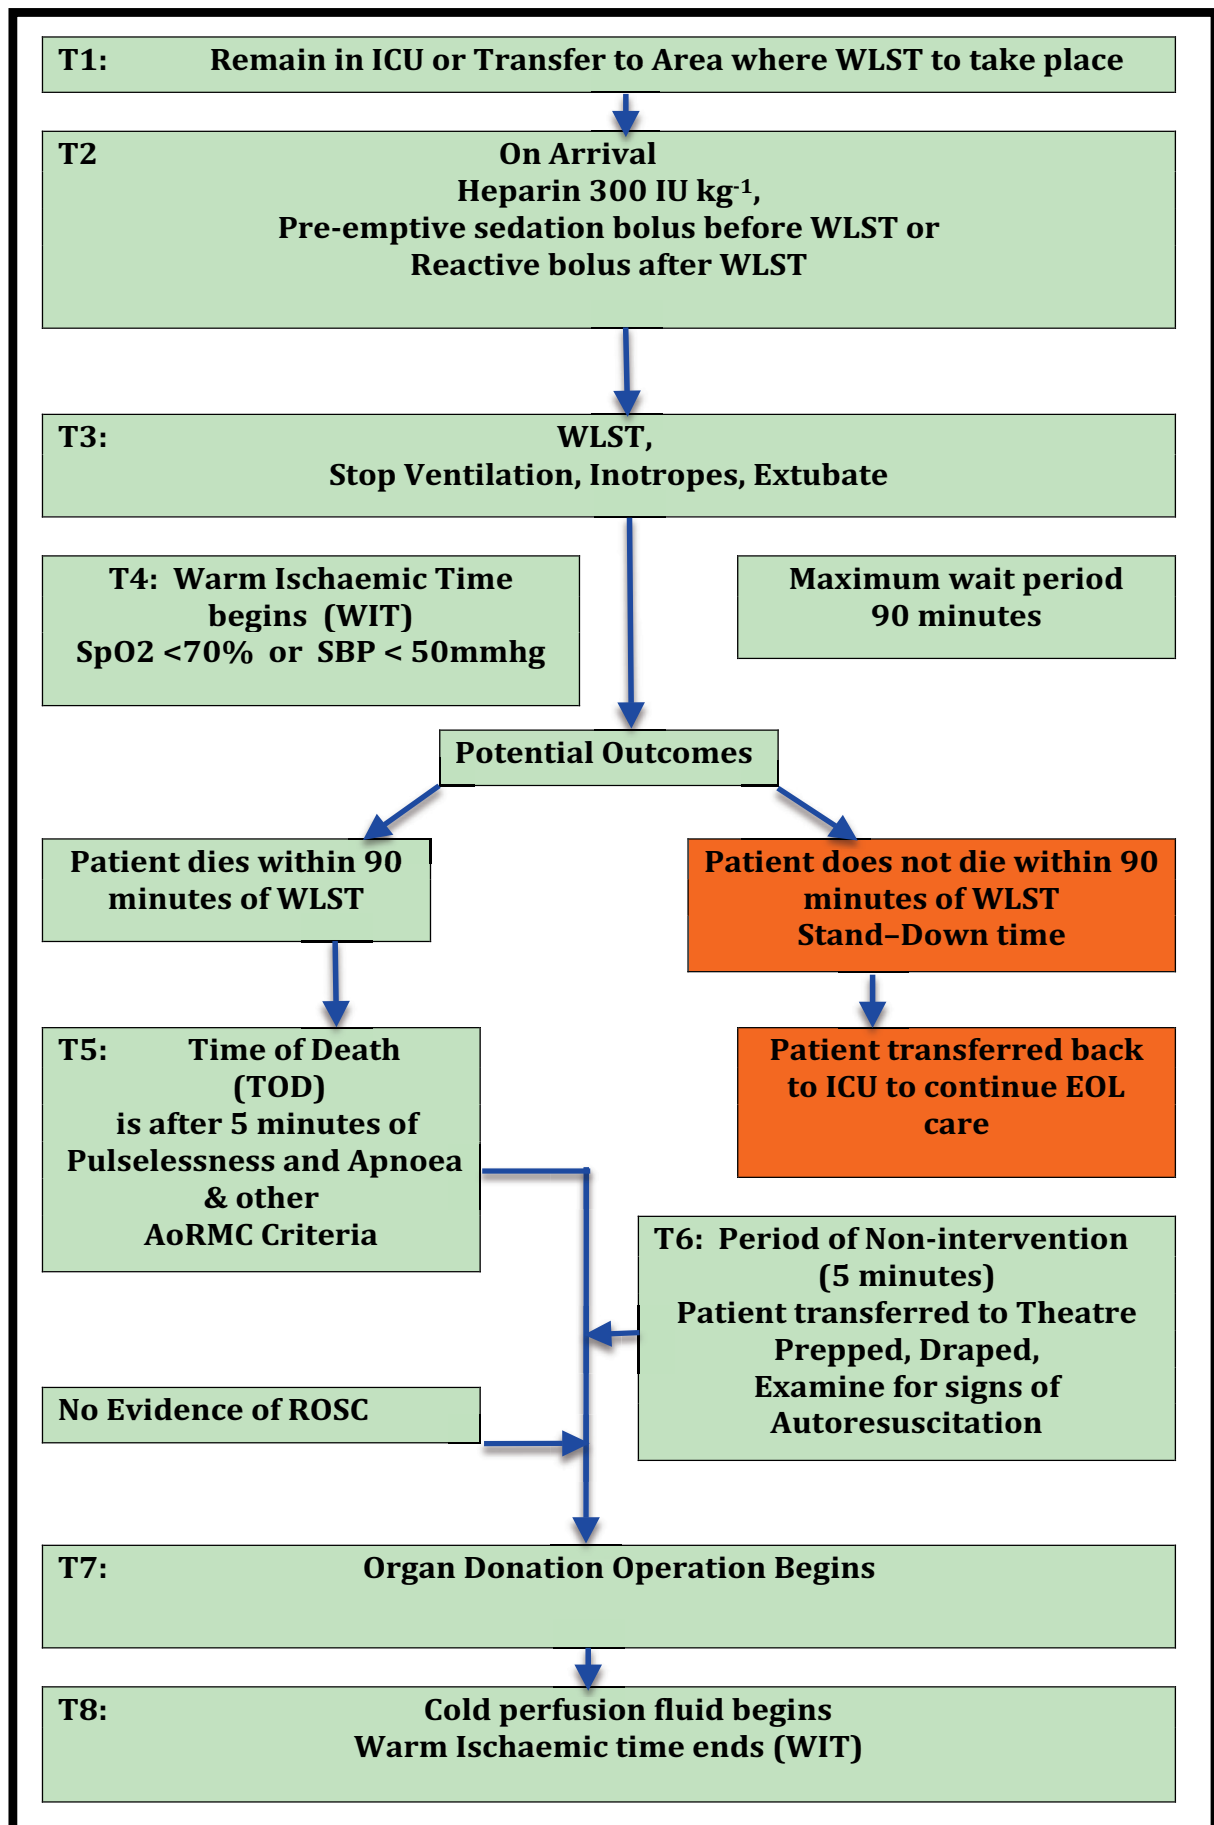 T1: Remain in ICU or Transfer to Area where WLST to take place
T2 On Arrival
Heparin 300 IU kg-1,
Pre-emptive sedation bolus before WLST or
Reactive bolus after WLST
T3: WLST,
Stop Ventilation, Inotropes, Extubate
T4: Warm Ischaemic Time
begins (WIT)
SpO2 <70% or SBP < 50mmhg
Maximum wait period
90 minutes
Potential Outcomes
Patient dies within 90
minutes of WLST
Patient does not die within 90
minutes of WLST
Stand–Down time
T5: Time of Death
(TOD)
is after 5 minutes of
Pulselessness and Apnoea
& other
AoRMC Criteria
Patient transferred back
to ICU to continue EOL
care
T6: Period of Non-intervention
(5 minutes)
Patient transferred to Theatre
Prepped, Draped,
Examine for signs of
Autoresuscitation
No Evidence of ROSC
T7: Organ Donation Operation Begins
T8: Cold perfusion fluid begins
Warm Ischaemic time ends (WIT)